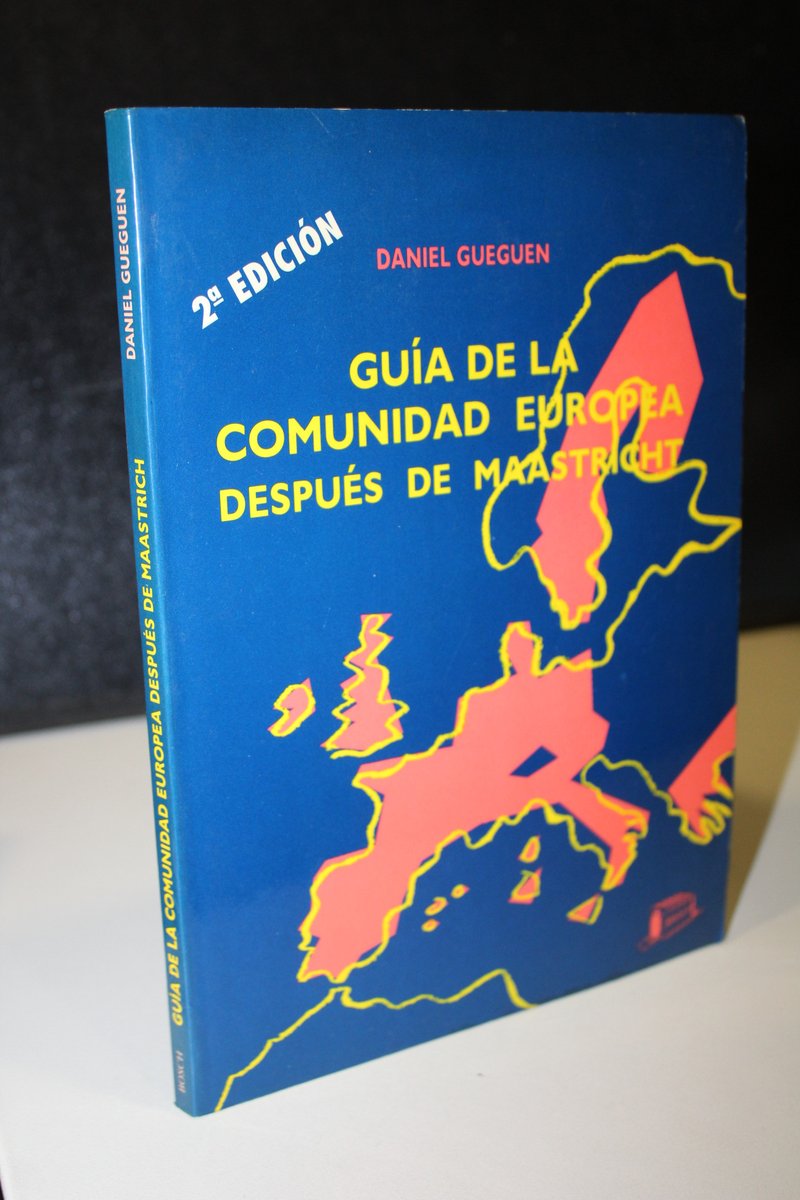 2ª EDICIÓN
DANIEL GUEGUEN
GUÍA DE LA
COMUNIDAD EUROPEA
DESPUÉS DE MAASTRICHT
DANIEL GUEGUEN
GUÍA DE LA COMUNIDAD EUROPEA DESPUÉS DE MAASTRICH
BOSCH